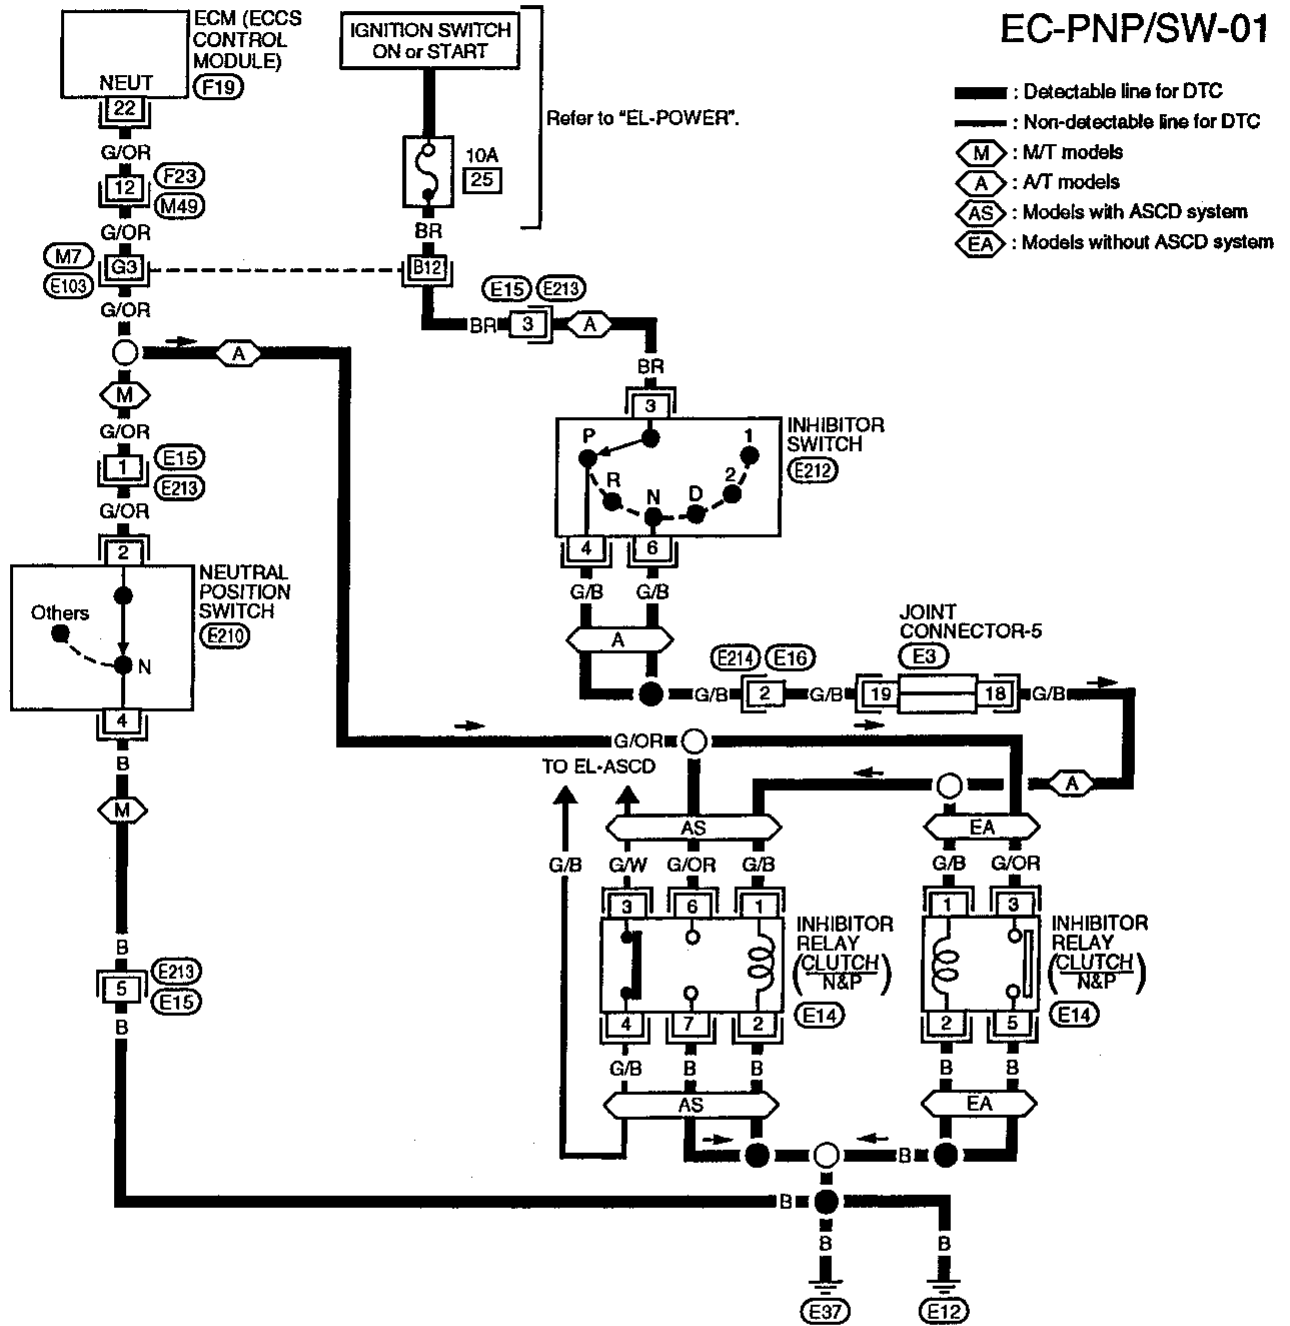 EC-PNP/SW-01
ECM (ECCS
CONTROL
MODULE)
F19
NEUT
22
IGNITION SWITCH
ON or START
Refer to "EL-POWER".
: Detectable line for DTC
: Non-detectable line for DTC
M : M/T models
A : A/T models
AS : Models with ASCD system
EA : Models without ASCD system
G/OR
12
F23
M49
G/OR
10A
25
BR
M7
E103
G3
B12
G/OR
E15
E213
BR
3
A
A
M
BR
G/OR
3
1
E15
E213
INHIBITOR
SWITCH
E212
P
R
N
D
2
1
G/OR
2
4
6
NEUTRAL
POSITION
SWITCH
E210
Others
N
G/B
G/B
A
JOINT
CONNECTOR-5
E3
E214
E16
G/B
2
G/B
19
18
G/B
4
B
G/OR
TO EL-ASCD
A
M
AS
EA
G/B
G/W
G/OR
G/B
G/B
G/OR
3
6
1
1
3
INHIBITOR
RELAY
(CLUTCH/
N&P)
E14
INHIBITOR
RELAY
(CLUTCH/
N&P)
E14
B
5
E213
E15
B
4
7
2
2
5
G/B
B
B
B
B
AS
EA
B
B
B
B
E37
E12